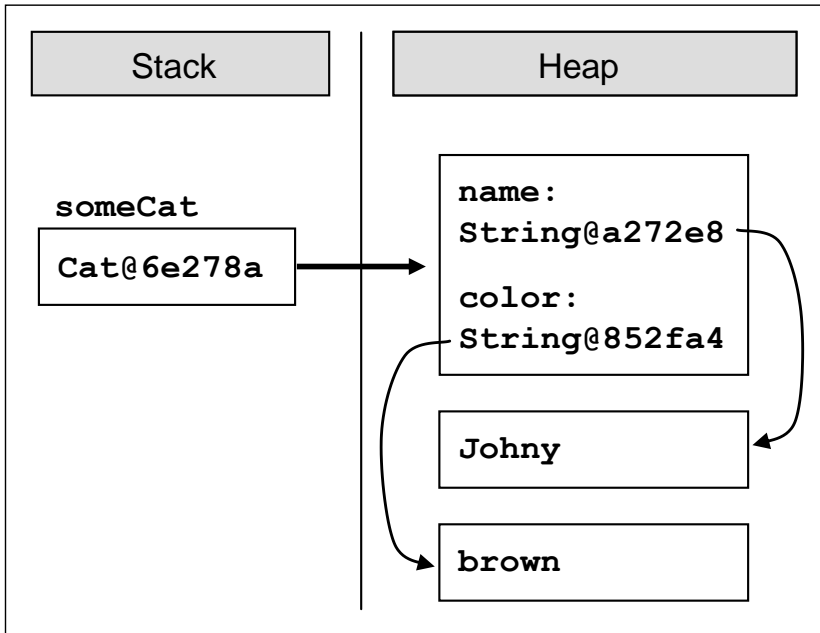 Stack
Heap
someCat
Cat@6e278a
name:
String@a272e8
color:
String@852fa4
Johny
brown